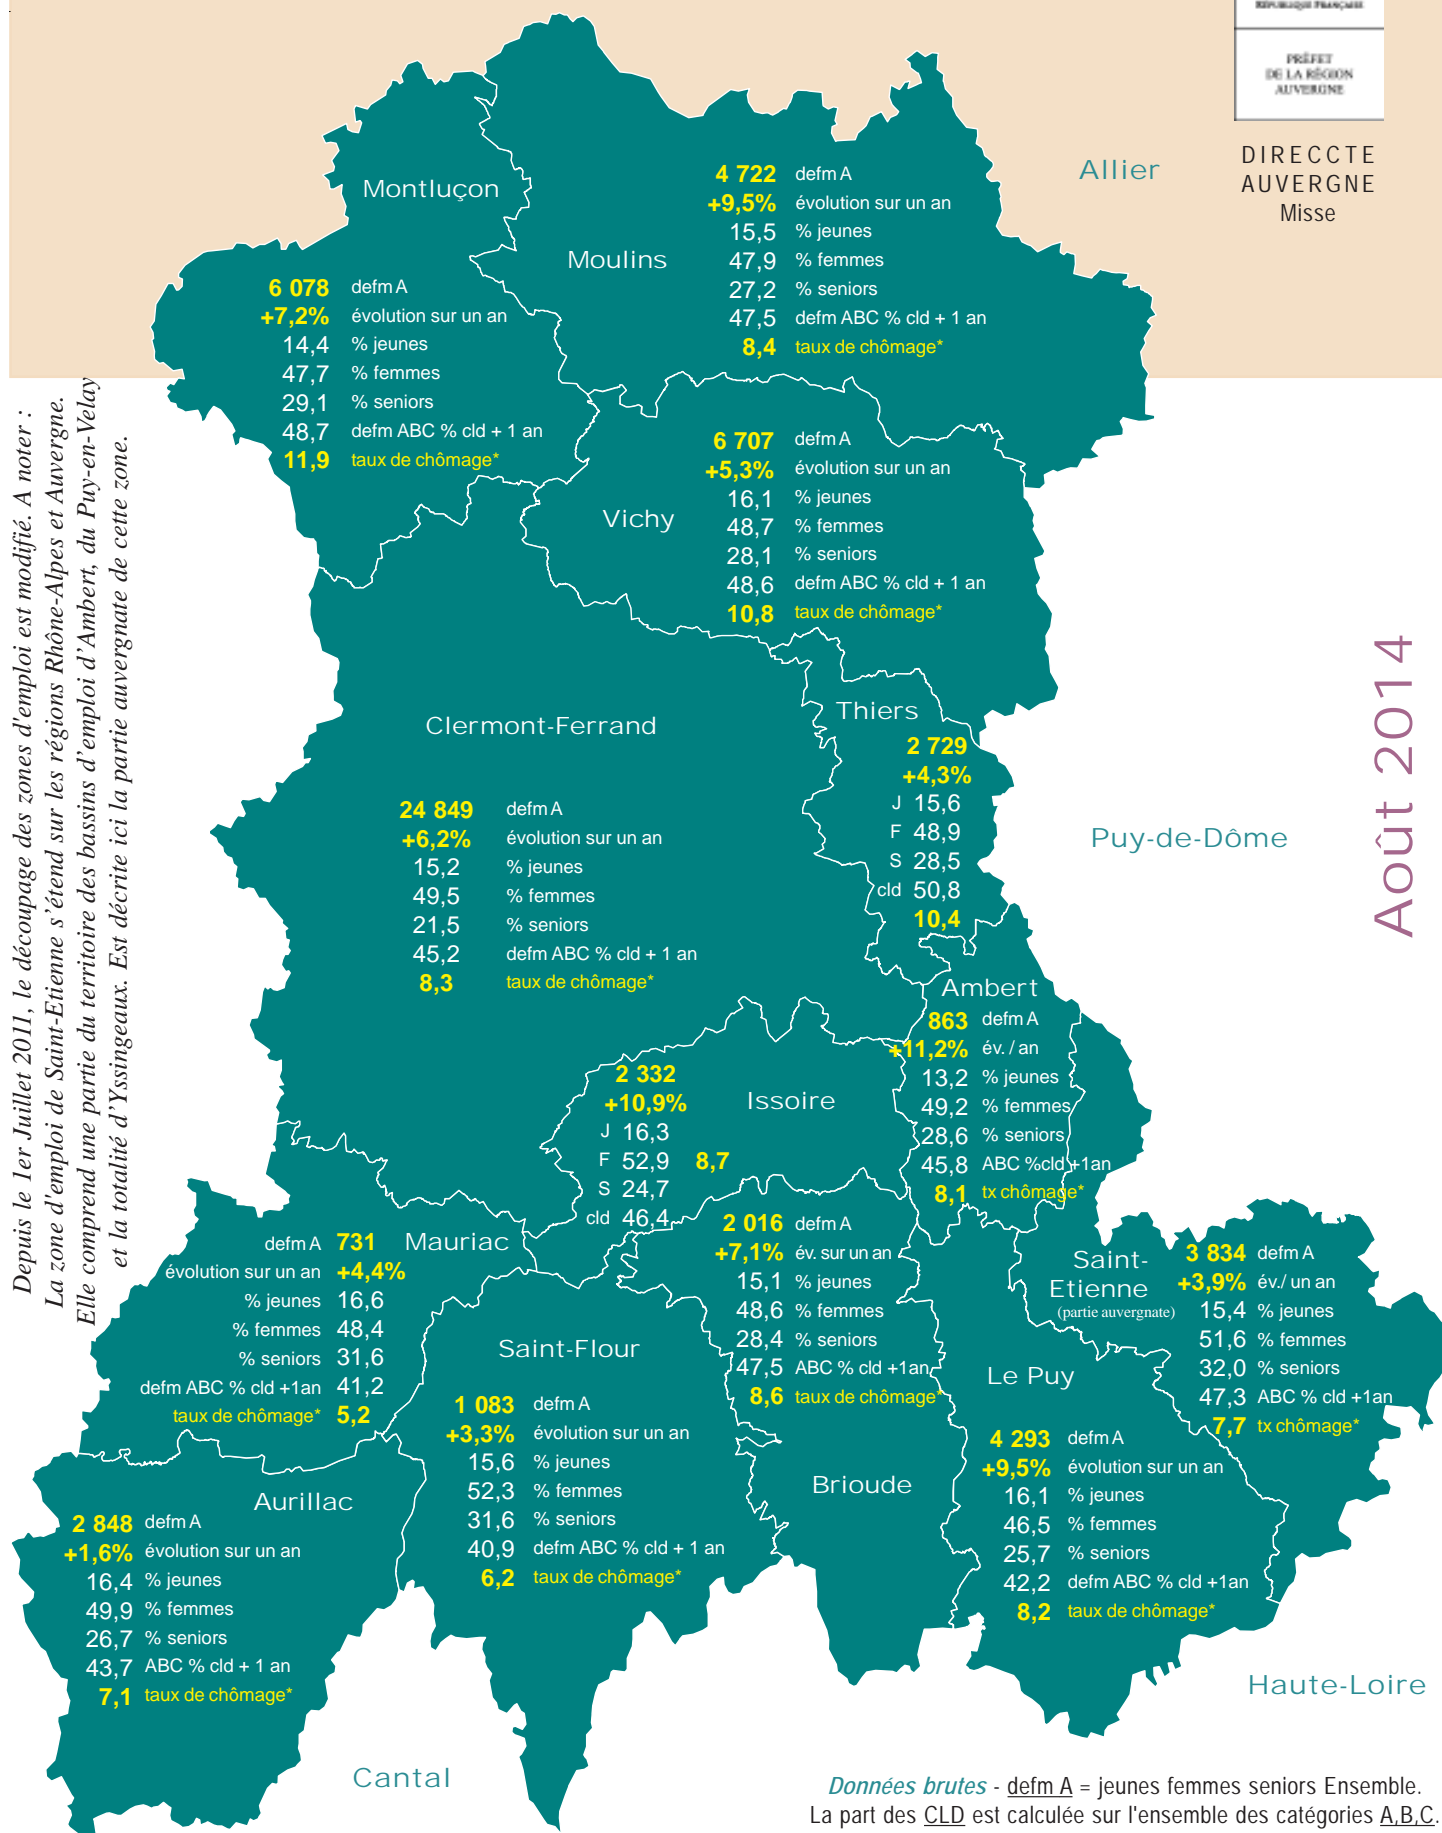 RÉPUBLIQUE FRANÇAISE
PRÉFET
DE LA RÉGION
AUVERGNE
DIRECCTE
AUVERGNE
Misse
Août 2014
Depuis le 1er Juillet 2011, le découpage des zones d'emploi est modifié. A noter :
La zone d'emploi de Saint-Etienne s'étend sur les régions Rhône-Alpes et Auvergne.
Elle comprend une partie du territoire des bassins d'emploi d'Ambert, du Puy-en-Velay
et la totalité d'Yssingeaux. Est décrite ici la partie auvergnate de cette zone.
Allier
Montluçon
6 078 defm A
+7,2% évolution sur un an
14,4 % jeunes
47,7 % femmes
29,1 % seniors
48,7 defm ABC % cld + 1 an
11,9 taux de chômage*
Moulins
4 722 defm A
+9,5% évolution sur un an
15,5 % jeunes
47,9 % femmes
27,2 % seniors
47,5 defm ABC % cld + 1 an
8,4 taux de chômage*
Vichy
6 707 defm A
+5,3% évolution sur un an
16,1 % jeunes
48,7 % femmes
28,1 % seniors
48,6 defm ABC % cld + 1 an
10,8 taux de chômage*
Clermont-Ferrand
24 849 defm A
+6,2% évolution sur un an
15,2 % jeunes
49,5 % femmes
21,5 % seniors
45,2 defm ABC % cld + 1 an
8,3 taux de chômage*
Thiers
2 729
+4,3%
J 15,6
F 48,9
S 28,5
cld 50,8
10,4
Puy-de-Dôme
Ambert
863 defm A
+11,2% év. / an
13,2 % jeunes
49,2 % femmes
28,6 % seniors
45,8 ABC %cld +1an
8,1 tx chômage*
Issoire
2 332
+10,9%
J 16,3
F 52,9 8,7
S 24,7
cld 46,4
Mauriac
defm A 731
évolution sur un an +4,4%
% jeunes 16,6
% femmes 48,4
% seniors 31,6
defm ABC % cld +1an 41,2
taux de chômage* 5,2
2 016 defm A
+7,1% év. sur un an
15,1 % jeunes
48,6 % femmes
28,4 % seniors
47,5 ABC % cld +1an
8,6 taux de chômage*
Brioude
Saint-
Etienne
(partie auvergnate)
3 834 defm A
+3,9% év./ un an
15,4 % jeunes
51,6 % femmes
32,0 % seniors
47,3 ABC % cld +1an
7,7 tx chômage*
Saint-Flour
1 083 defm A
+3,3% évolution sur un an
15,6 % jeunes
52,3 % femmes
31,6 % seniors
40,9 defm ABC % cld + 1 an
6,2 taux de chômage*
Le Puy
4 293 defm A
+9,5% évolution sur un an
16,1 % jeunes
46,5 % femmes
25,7 % seniors
42,2 defm ABC % cld +1an
8,2 taux de chômage*
Aurillac
2 848 defm A
+1,6% évolution sur un an
16,4 % jeunes
49,9 % femmes
26,7 % seniors
43,7 ABC % cld + 1 an
7,1 taux de chômage*
Haute-Loire
Cantal
Données brutes - defm A = jeunes femmes seniors Ensemble.
La part des CLD est calculée sur l'ensemble des catégories A,B,C.